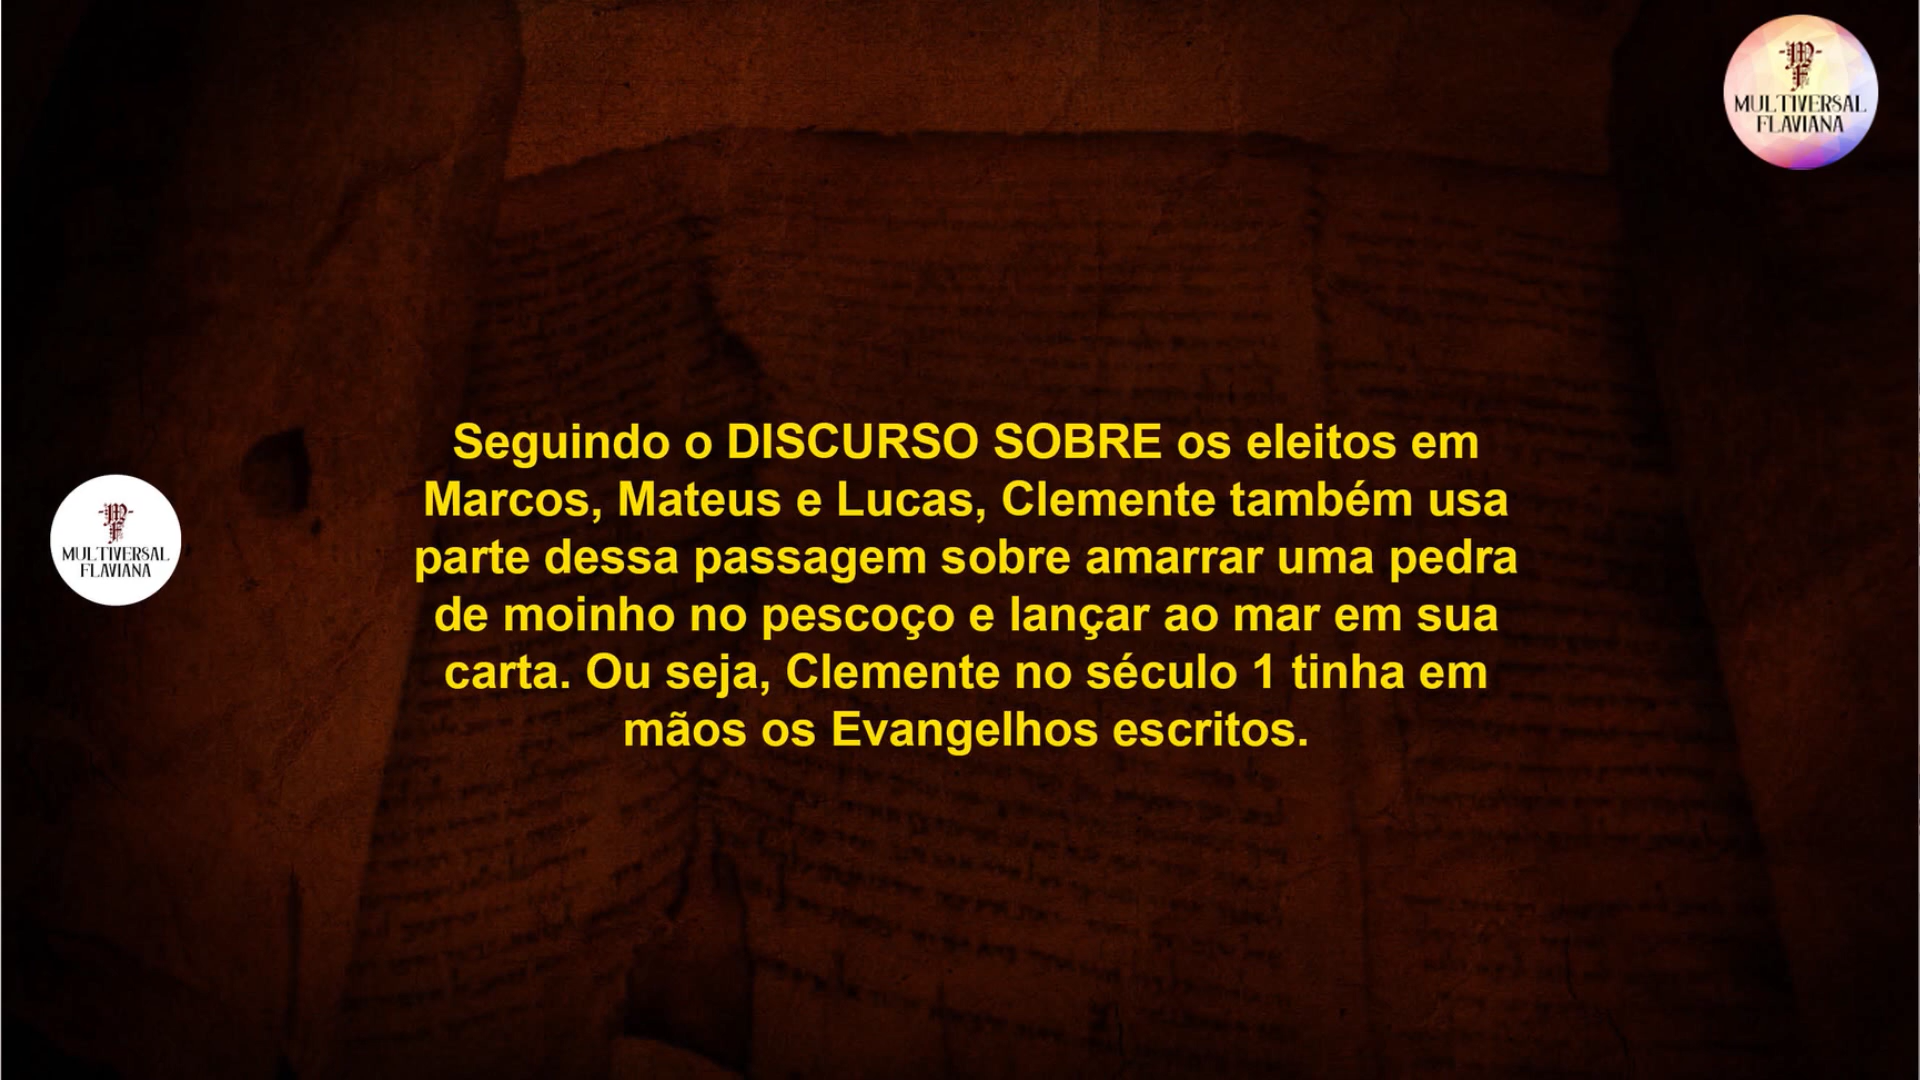 -M-
F
MULTIVERSAL
FLAVIANA
Seguindo o DISCURSO SOBRE os eleitos em
Marcos, Mateus e Lucas, Clemente também usa
parte dessa passagem sobre amarrar uma pedra
de moinho no pescoço e lançar ao mar em sua
carta. Ou seja, Clemente no século 1 tinha em
mãos os Evangelhos escritos.
-M-
F
MULTIVERSAL
FLAVIANA